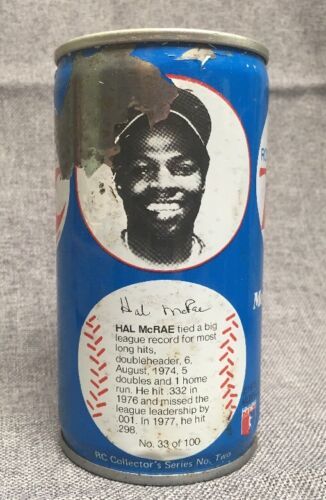 Hal McRae
HAL McRAE tied a big
league record for most
long hits,
doubleheader, 6,
August, 1974, 5
doubles and 1 home
run. He hit .332 in
1976 and missed the
league leadership by
.001. In 1977, he hit
.298.
No. 33 of 100
RC Collector's Series No. Two